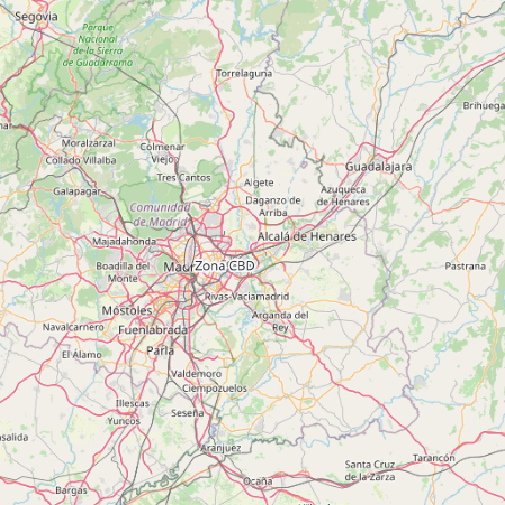 Segovia
Parque
Nacional
de la Sierra
de Guadarrama
Torrelaguna
Brihuega
Moralzarzal
Colmenar
Viejo
Collado Villalba
Guadalajara
Tres Cantos
Galapagar
Algete
Azuqueca
de Henares
Daganzo de
Arriba
Comunidad
de Madrid
Majadahonda
Alcalá de Henares
Boadilla del
Monte
Zona CBD
Pastrana
Rivas-Vaciamadrid
Móstoles
Arganda del
Rey
Navalcarnero
Fuenlabrada
El Alamo
Parla
Valdemoro
Ciempozuelos
Illescas
Seseña
Yuncos
Aranjuez
Tarancón
Santa Cruz
de la Zarza
Ocaña
Bargas